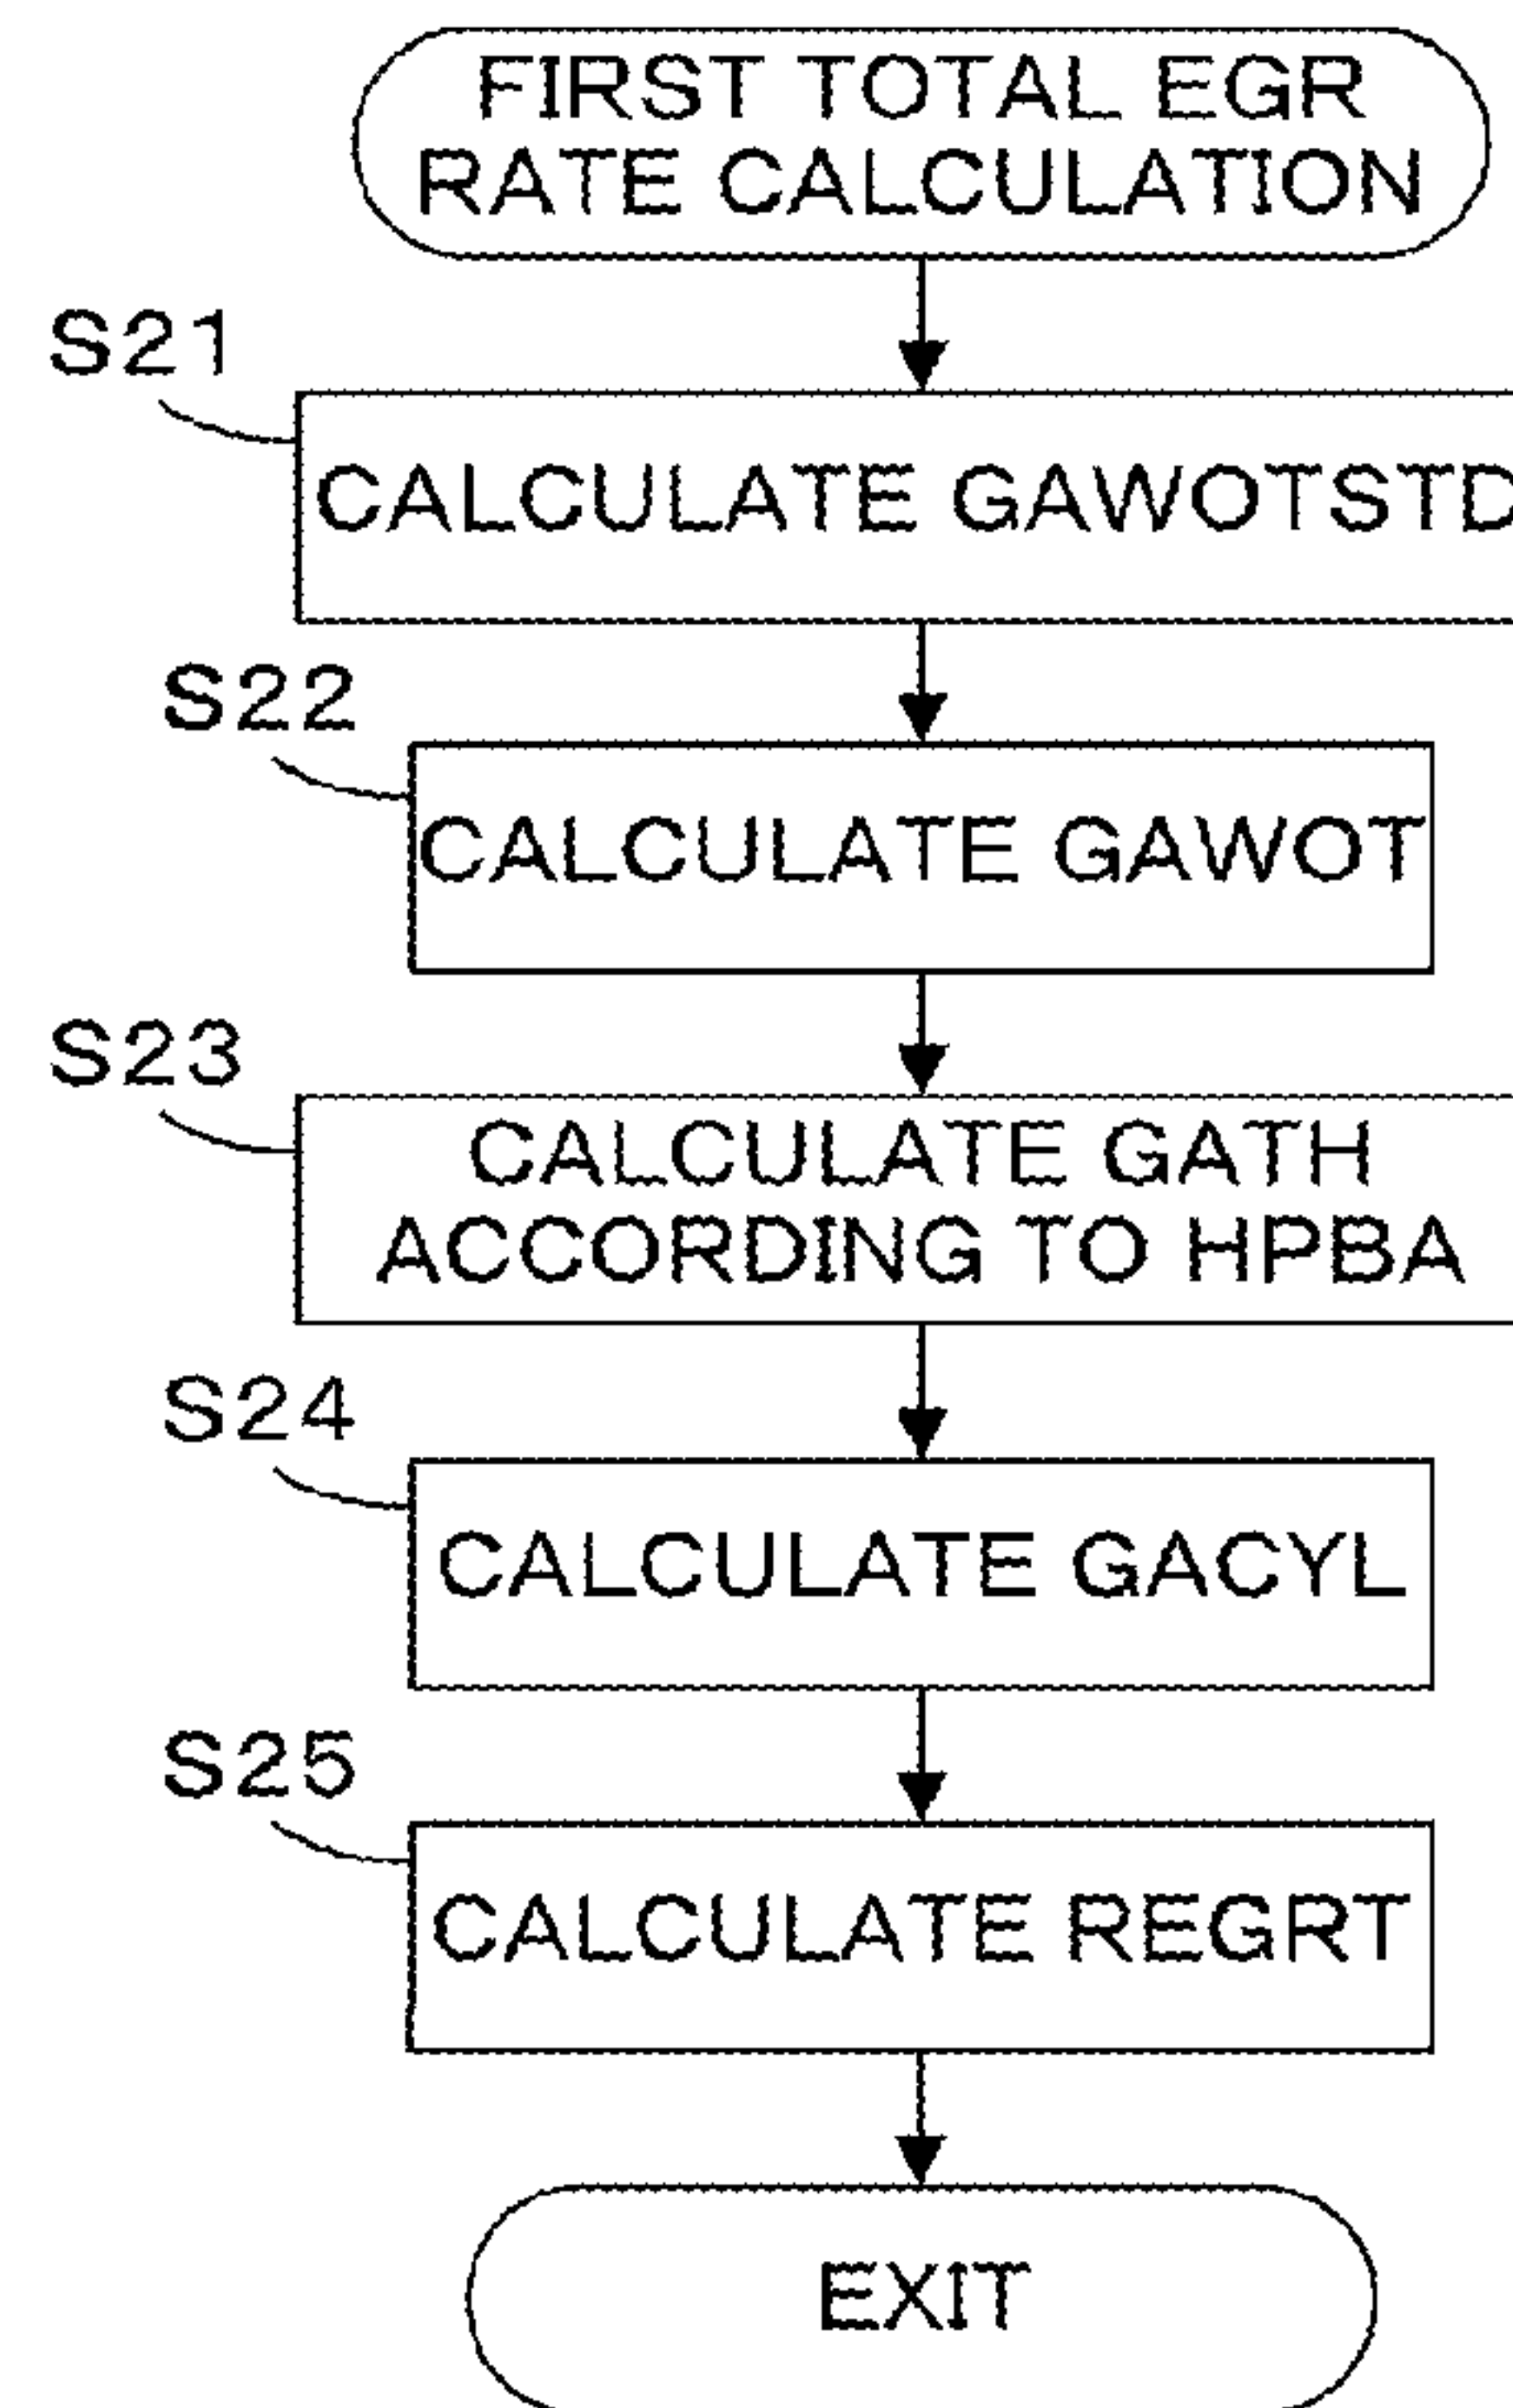 FIRST TOTAL EGR
RATE CALCULATION
S21
CALCULATE GAWOTSTD
S22
CALCULATE GAWOT
S23
CALCULATE GATH
ACCORDING TO HPBA
S24
CALCULATE GACYL
S25
CALCULATE REGRT
EXIT